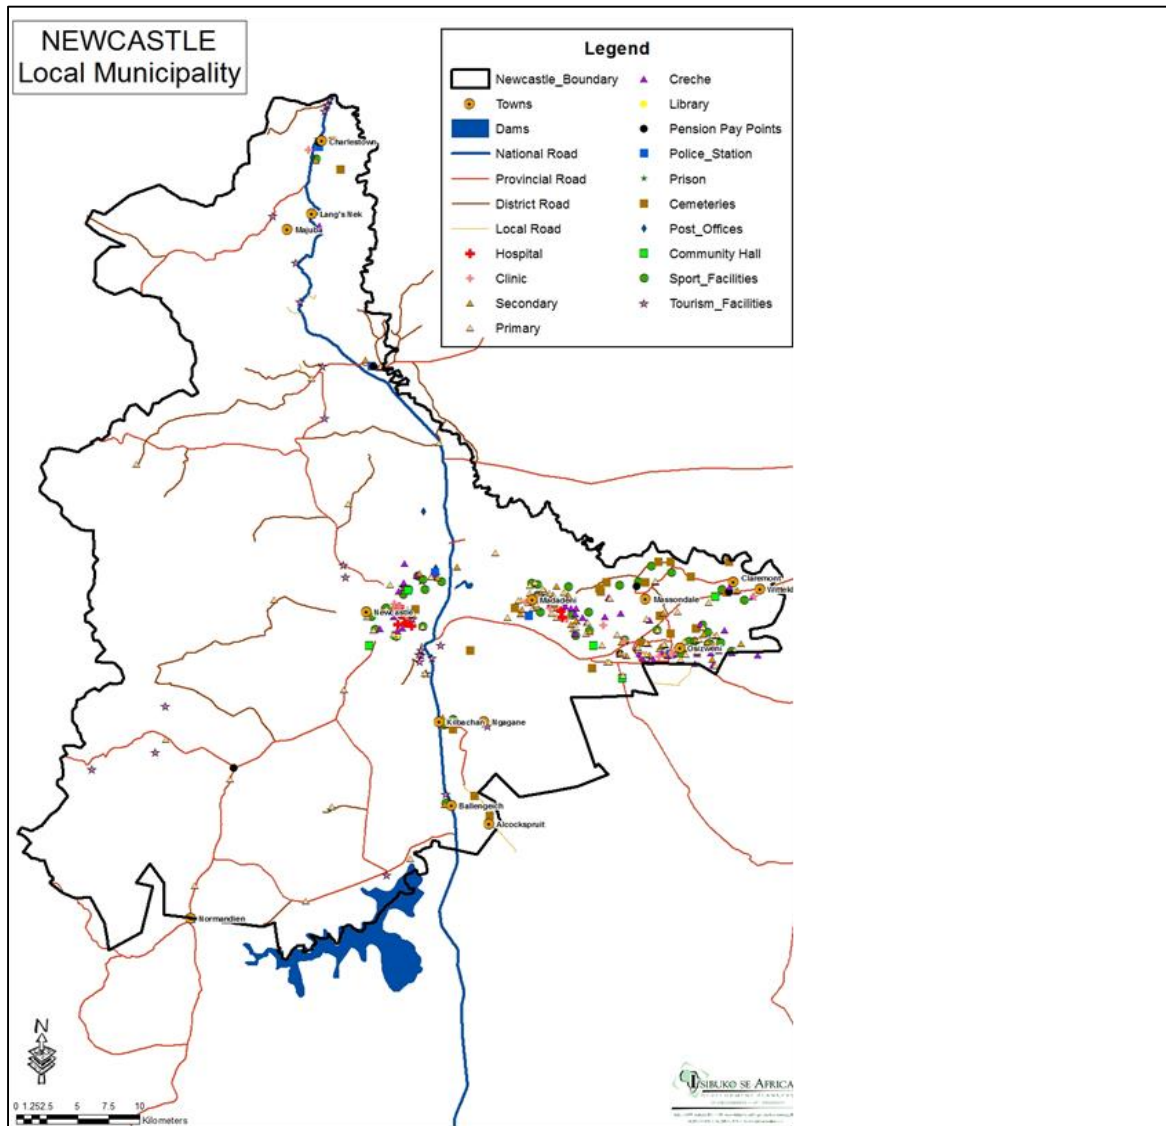 NEWCASTLE
Local Municipality
Legend
Newcastle_Boundary
Towns
Dams
National Road
Provincial Road
District Road
Local Road
Hospital
Clinic
Secondary
Primary
Creche
Library
Pension Pay Points
Police_Station
Prison
Cemeteries
Post_Offices
Community Hall
Sport_Facilities
Tourism_Facilities
Charlestown
Lang's Nek
Majuba
Newcastle
Madadeni
Massondale
Claremont
Osizweni
Kilbachan
Ngagane
Ballengeich
Alcockspruit
Normandien
N
0 1.25 2.5 5 7.5 10
Kilometers
ISIBUKO SE AFRICA